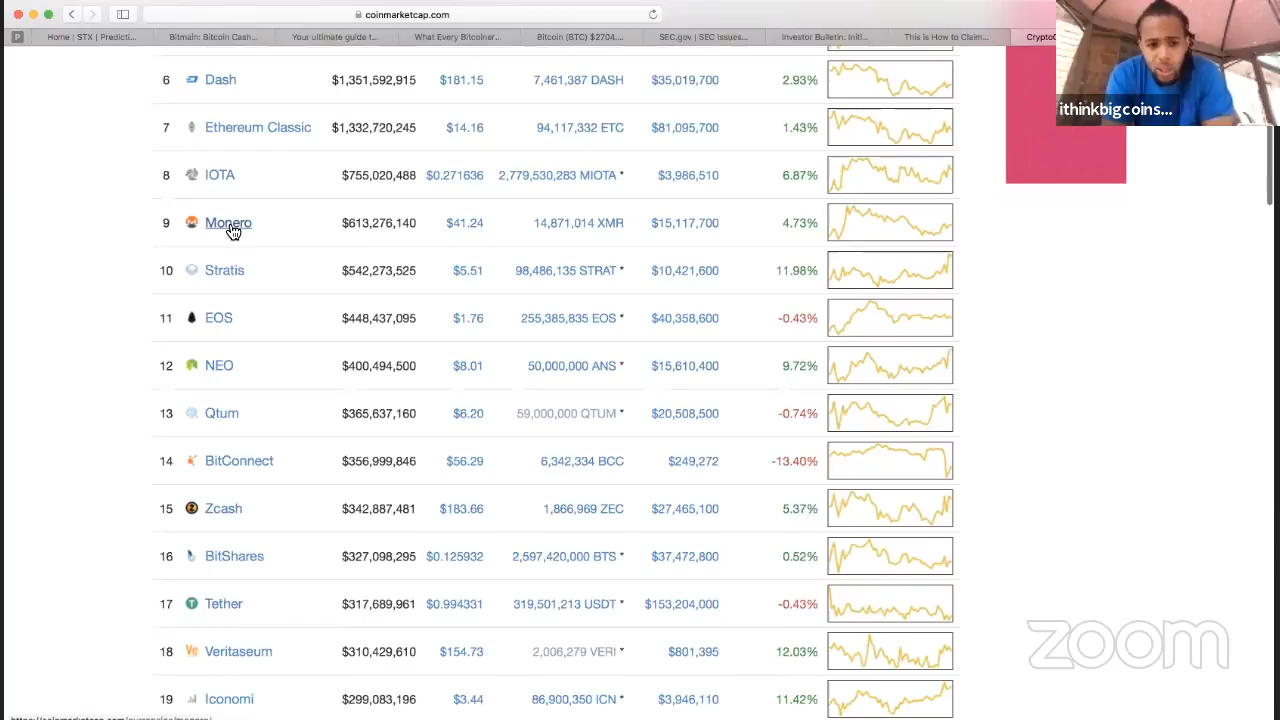 coinmarketcap.com
P Home | STX | Predicti... Bitmain: Bitcoin Cash... Your ultimate guide t... What Every Bitcoiner... Bitcoin (BTC) $2704.... SEC.gov | SEC Issues... Investor Bulletin: Initi... This is How to Claim... CryptoC
ithinkbigcoins...
6 Dash $1,351,592,915 $181.15 7,461,387 DASH $35,019,700 2.93%
7 Ethereum Classic $1,332,720,245 $14.16 94,117,332 ETC $81,095,700 1.43%
8 IOTA $755,020,488 $0.271636 2,779,530,283 MIOTA * $3,986,510 6.87%
9 Monero $613,276,140 $41.24 14,871,014 XMR $15,117,700 4.73%
10 Stratis $542,273,525 $5.51 98,486,135 STRAT * $10,421,600 11.98%
11 EOS $448,437,095 $1.76 255,385,835 EOS * $40,358,600 -0.43%
12 NEO $400,494,500 $8.01 50,000,000 ANS * $15,610,400 9.72%
13 Qtum $365,637,160 $6.20 59,000,000 QTUM * $20,508,500 -0.74%
14 BitConnect $356,999,846 $56.29 6,342,334 BCC $249,272 -13.40%
15 Zcash $342,887,481 $183.66 1,866,969 ZEC $27,465,100 5.37%
16 BitShares $327,098,295 $0.125932 2,597,420,000 BTS * $37,472,800 0.52%
17 Tether $317,689,961 $0.994331 319,501,213 USDT * $153,204,000 -0.43%
18 Veritaseum $310,429,610 $154.73 2,006,279 VERI * $801,395 12.03%
zoom
19 Iconomi $299,083,196 $3.44 86,900,350 ICN * $3,946,110 11.42%